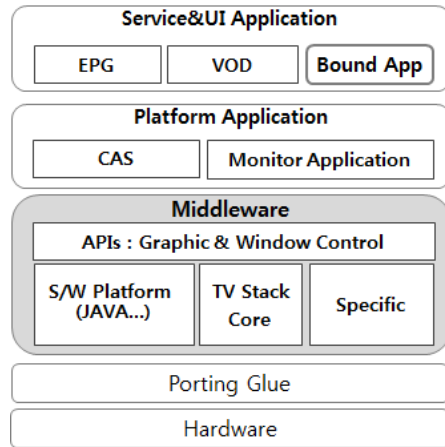 Service&UI Application
EPG
VOD
Bound App
Platform Application
CAS
Monitor Application
Middleware
APIs : Graphic & Window Control
S/W Platform
(JAVA...)
TV Stack
Core
Specific
Porting Glue
Hardware